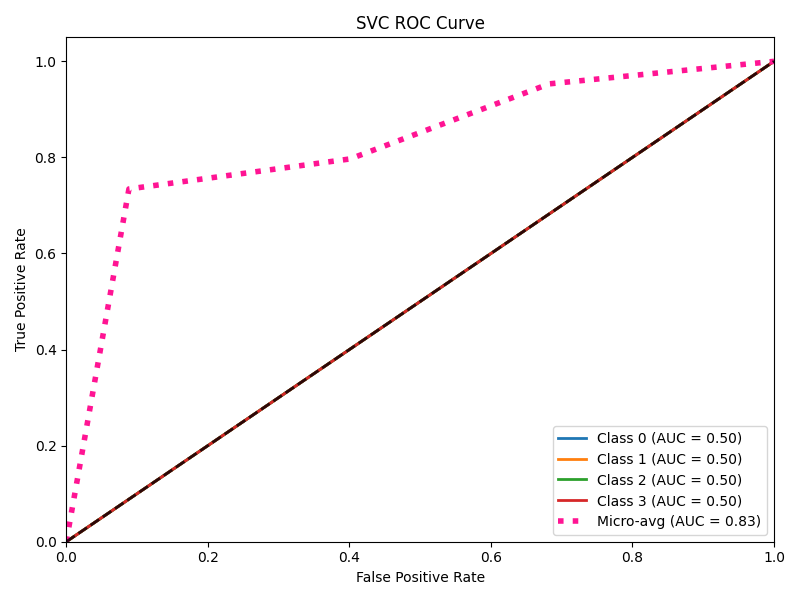 SVC ROC Curve
True Positive Rate
1.0
0.8
0.6
0.4
0.2
0.0
0.0 0.2 0.4 0.6 0.8 1.0
False Positive Rate
Class 0 (AUC = 0.50)
Class 1 (AUC = 0.50)
Class 2 (AUC = 0.50)
Class 3 (AUC = 0.50)
Micro-avg (AUC = 0.83)